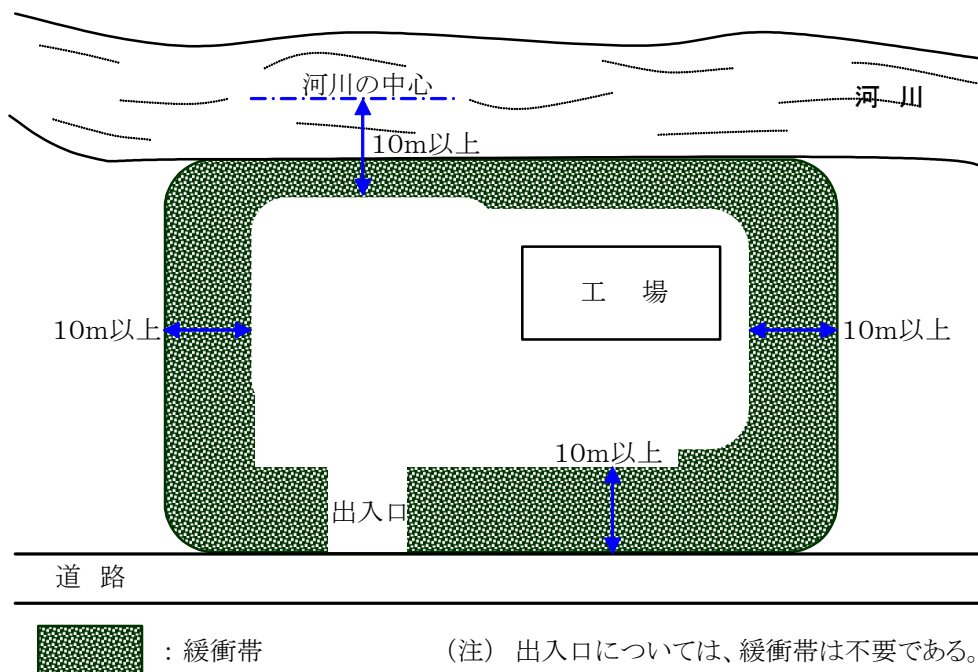 河川の中心
河 川
10m以上
10m以上
10m以上
工 場
10m以上
出入口
道 路
：緩衝帯
（注） 出入口については、緩衝帯は不要である。